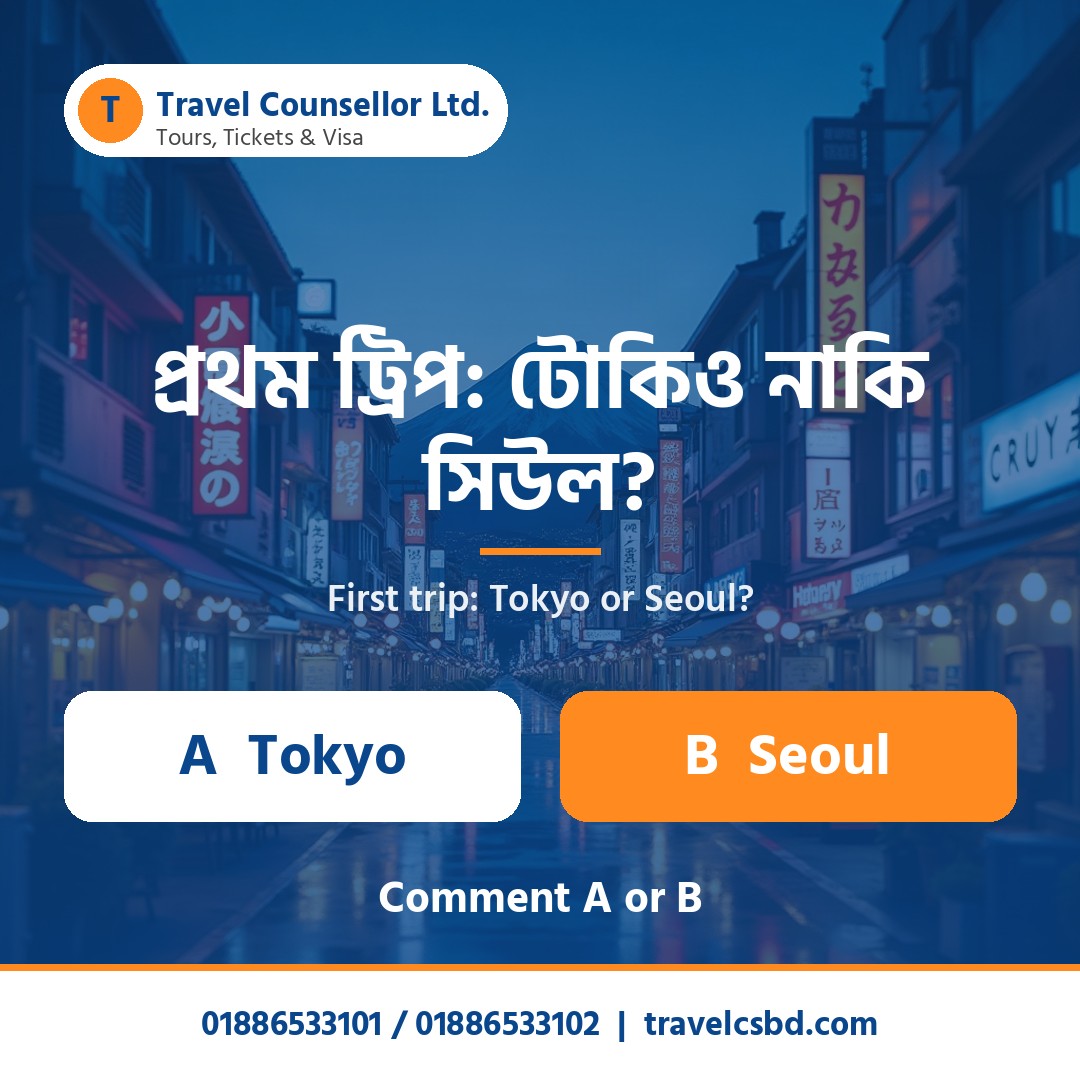 T
Travel Counsellor Ltd.
Tours, Tickets & Visa
প্রথম ট্রিপ: টোকিও নাকি
সিউল?
First trip: Tokyo or Seoul?
A Tokyo
B Seoul
Comment A or B
01886533101 / 01886533102 | travelcsbd.com
CRUY